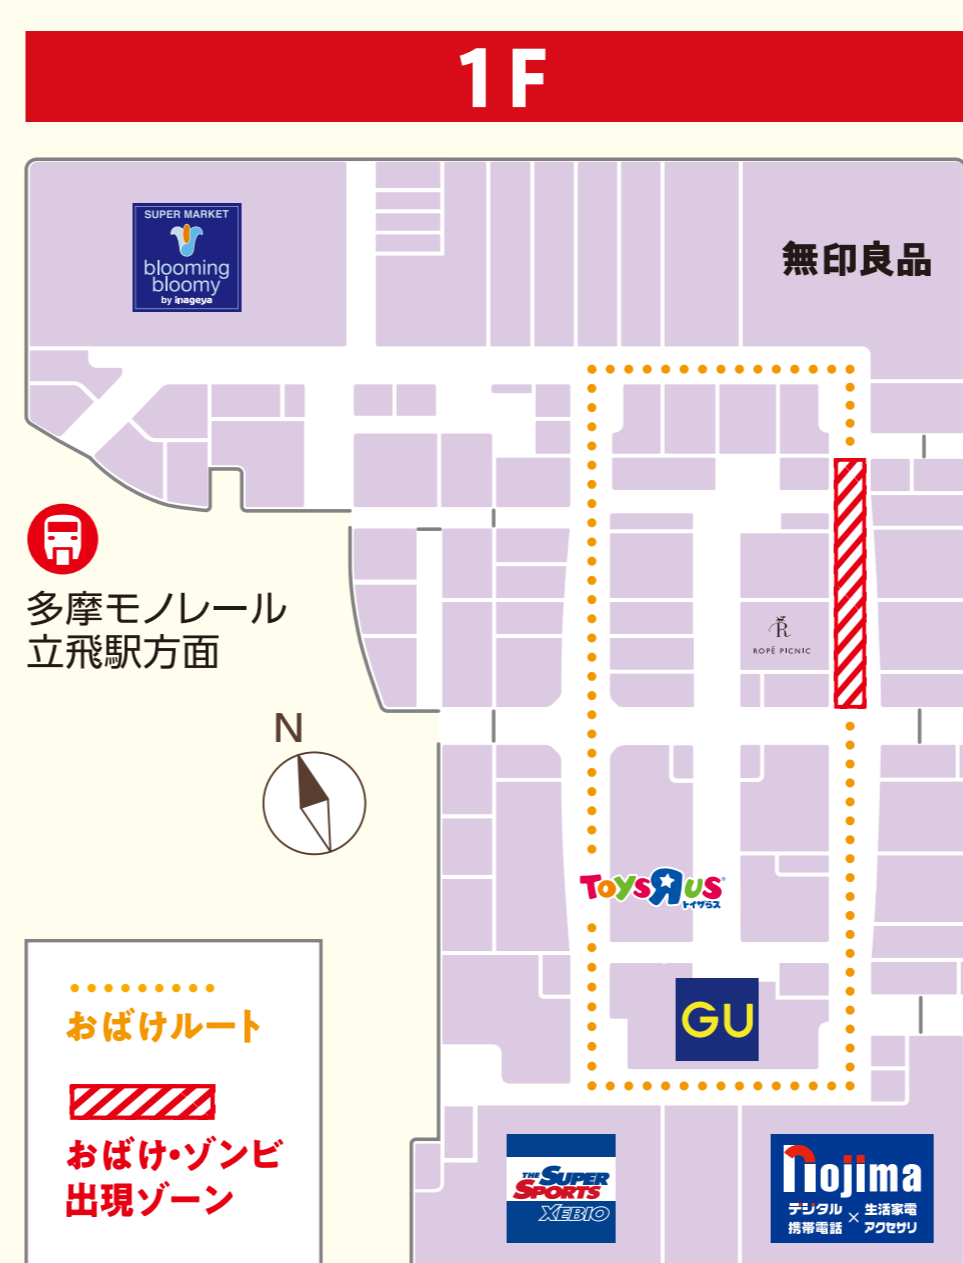 1F
SUPER MARKET
blooming
bloomy
by inageya
無印良品
多摩モノレール
立飛駅方面
R
ROPÉ PICNIC
N
TOYSRUS
トイザらス
GU
おばけルート
おばけ・ゾンビ
出現ゾーン
THE SUPER
SPORTS
XEBIO
nojima
デジタル × 生活家電
携帯電話 アクセサリ